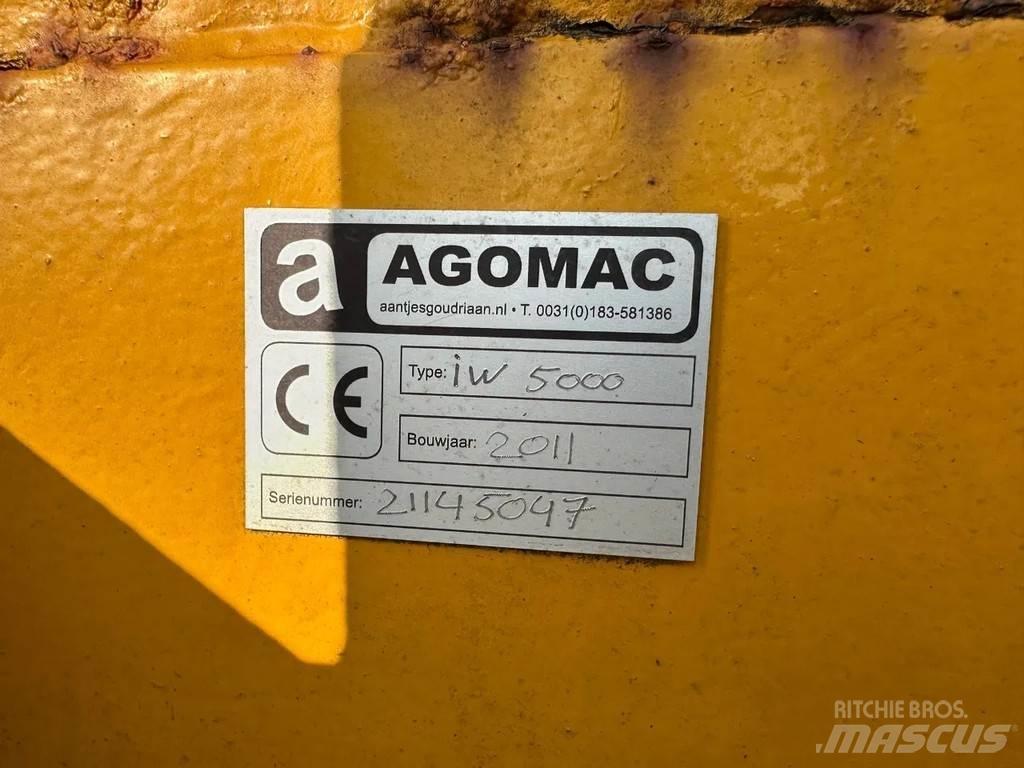 a AGOMAC
aantjesgoudriaan.nl • T. 0031(0)183-581386
CE
Type: iW 5000
Bouwjaar: 2011
Serienummer: 21145047
RITCHIE BROS.
MASCUS